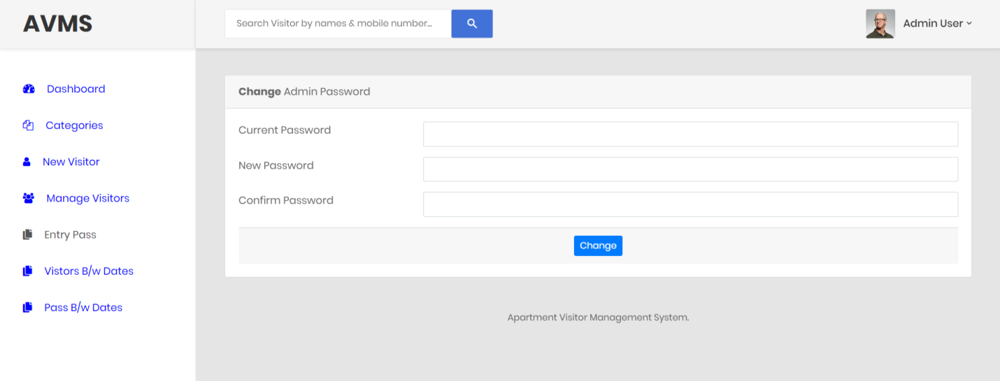 AVMS
Search Visitor by names & mobile number...
Admin User
Dashboard
Categories
New Visitor
Manage Visitors
Entry Pass
Vistors B/w Dates
Pass B/w Dates
Change Admin Password
Current Password
New Password
Confirm Password
Change
Apartment Visitor Management System.